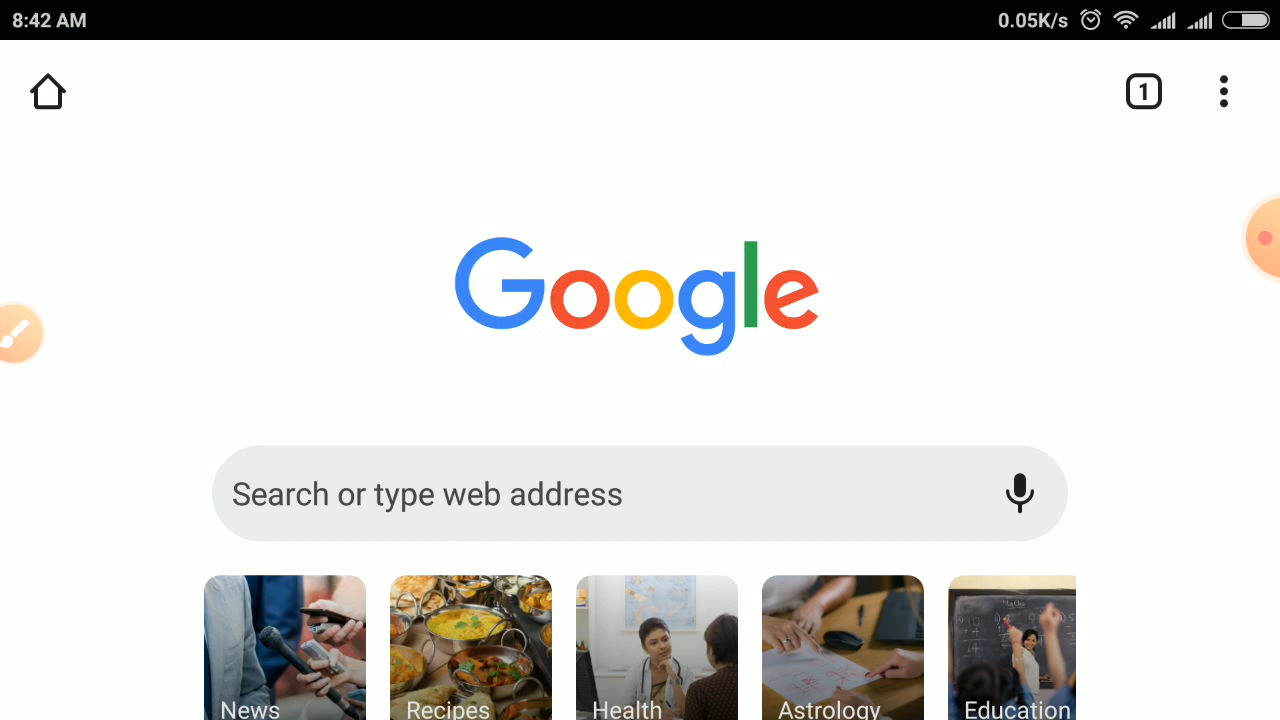 8:42 AM
0.05K/s
1
Google
Search or type web address
News
Recipes
Health
Astrology
Education